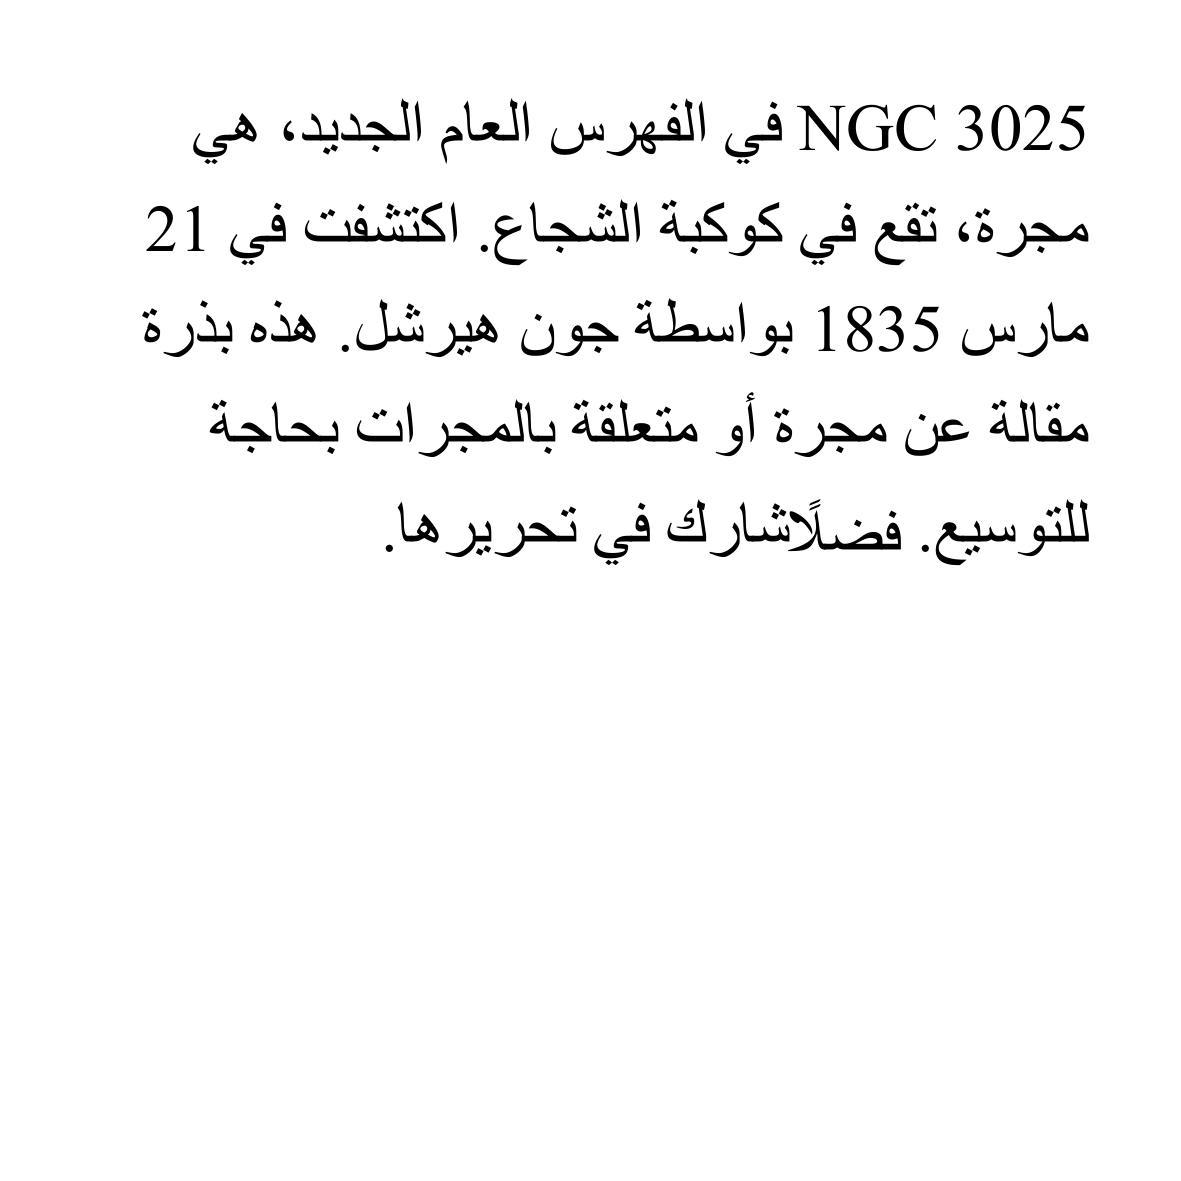 NGC 3025 في الفهرس العام الجديد، هي
مجرة، تقع في كوكبة الشجاع. اكتشفت في 21
مارس 1835 بواسطة جون هيرشل. هذه بذرة
مقالة عن مجرة أو متعلقة بالمجرات بحاجة
للتوسيع. فضلًاشارك في تحريرها.